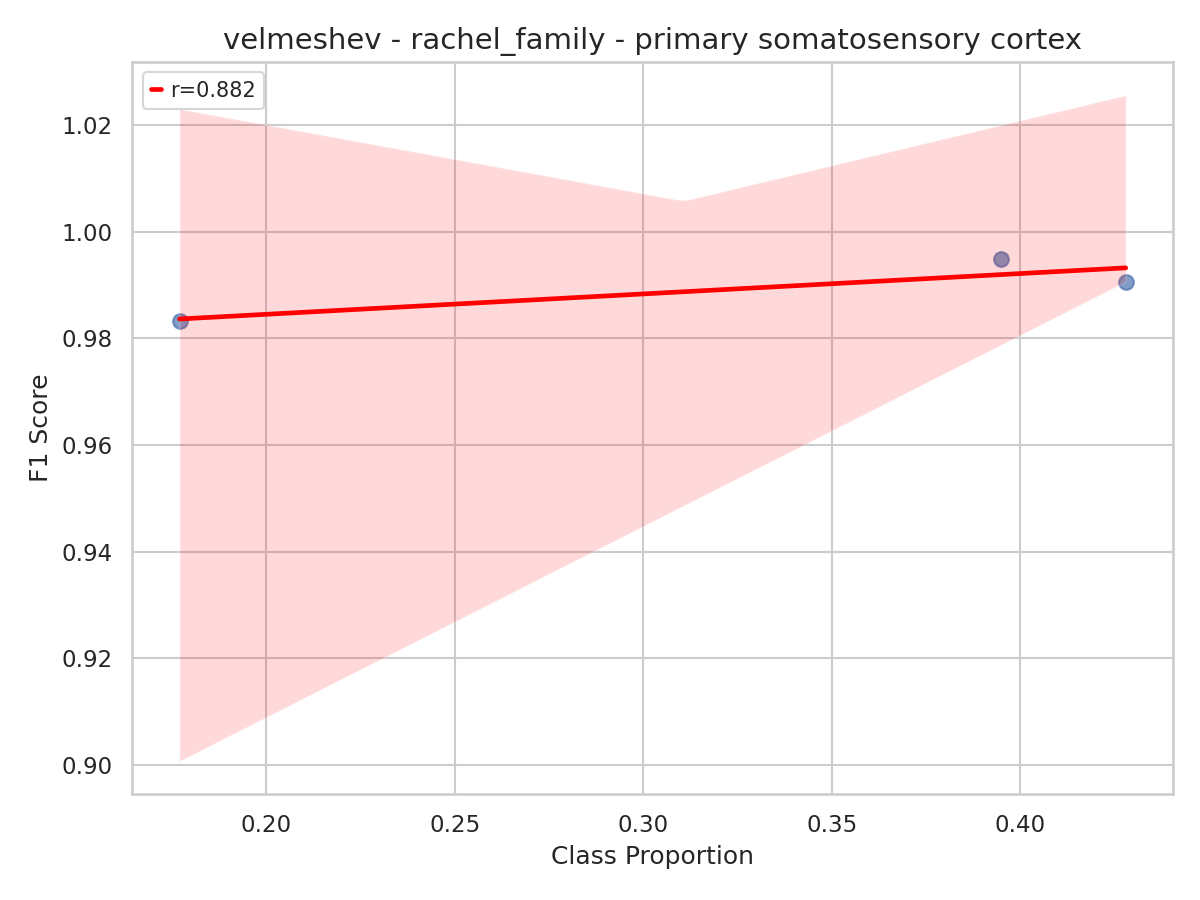 velmeshev - rachel_family - primary somatosensory cortex
r=0.882
1.02
1.00
0.98
0.96
0.94
0.92
0.90
F1 Score
0.20 0.25 0.30 0.35 0.40
Class Proportion